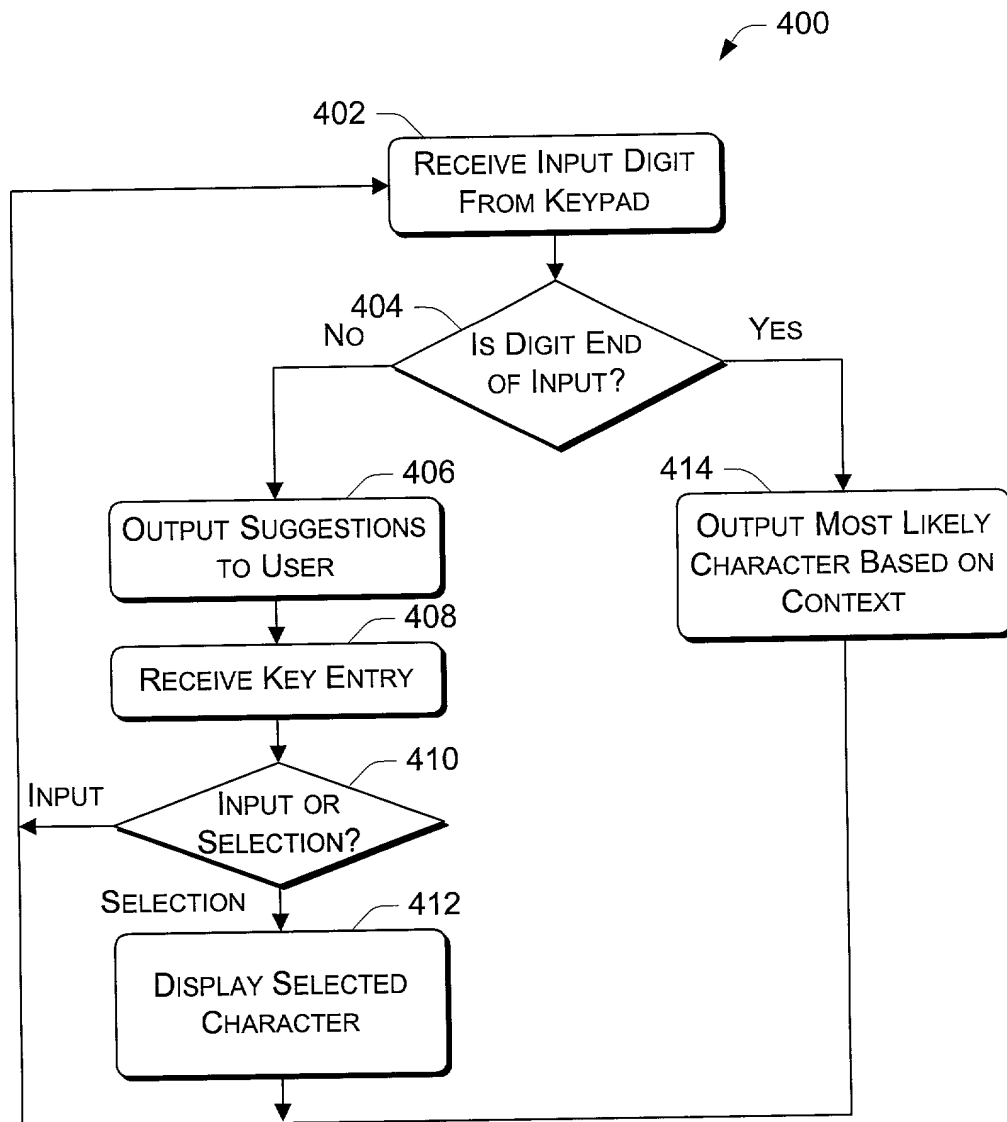 400
402
RECEIVE INPUT DIGIT
FROM KEYPAD
404
NO
YES
IS DIGIT END
OF INPUT?
406
OUTPUT SUGGESTIONS
TO USER
414
OUTPUT MOST LIKELY
CHARACTER BASED ON
CONTEXT
408
RECEIVE KEY ENTRY
410
INPUT
INPUT OR
SELECTION?
SELECTION
412
DISPLAY SELECTED
CHARACTER